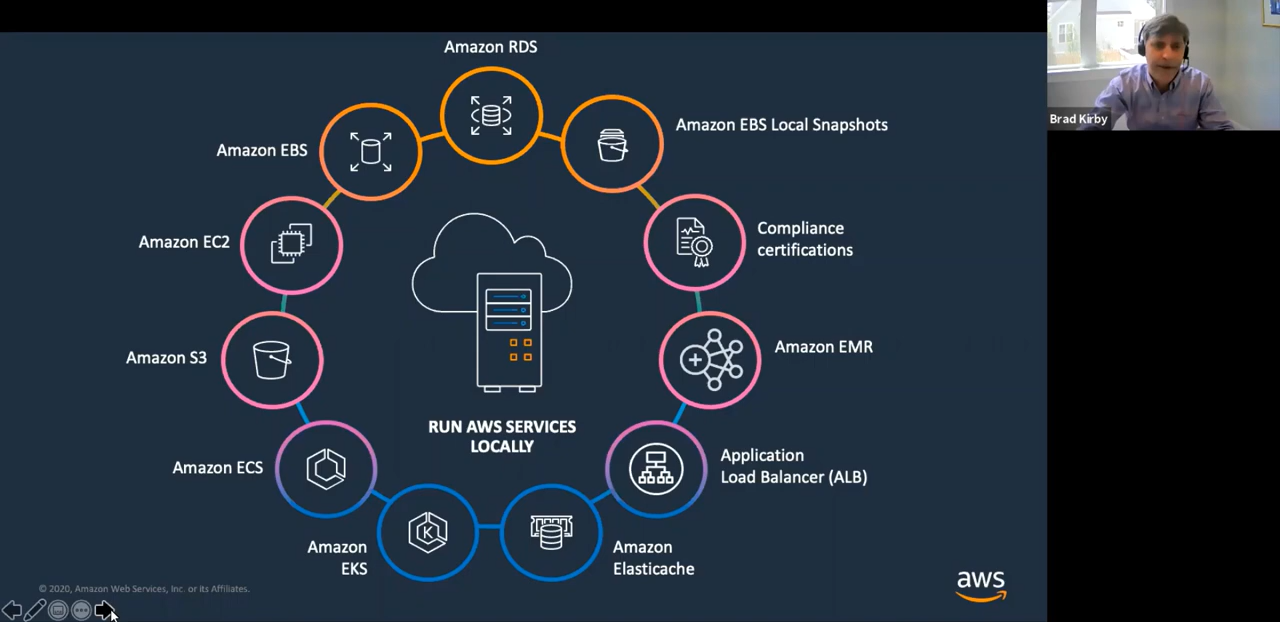 Amazon RDS
Amazon EBS Local Snapshots
Amazon EBS
Compliance
certifications
Amazon EC2
Amazon EMR
Amazon S3
RUN AWS SERVICES
LOCALLY
Application
Load Balancer (ALB)
Amazon ECS
K
Amazon
EKS
Amazon
Elasticache
© 2020, Amazon Web Services, Inc. or its Affiliates.
aws
Brad Kirby